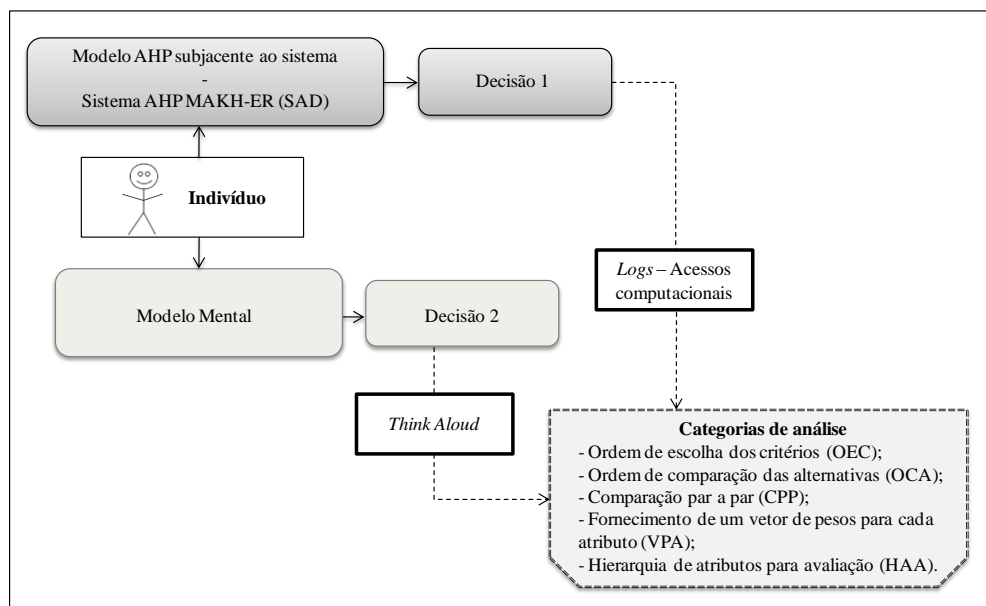 Modelo AHP subjacente ao sistema
-
Sistema AHP MAKH-ER (SAD)
Decisão 1
Indivíduo
Logs – Acessos
computacionais
Modelo Mental
Decisão 2
Think Aloud
Categorias de análise
- Ordem de escolha dos critérios (OEC);
- Ordem de comparação das alternativas (OCA);
- Comparação par a par (CPP);
- Fornecimento de um vetor de pesos para cada
atributo (VPA);
- Hierarquia de atributos para avaliação (HAA).